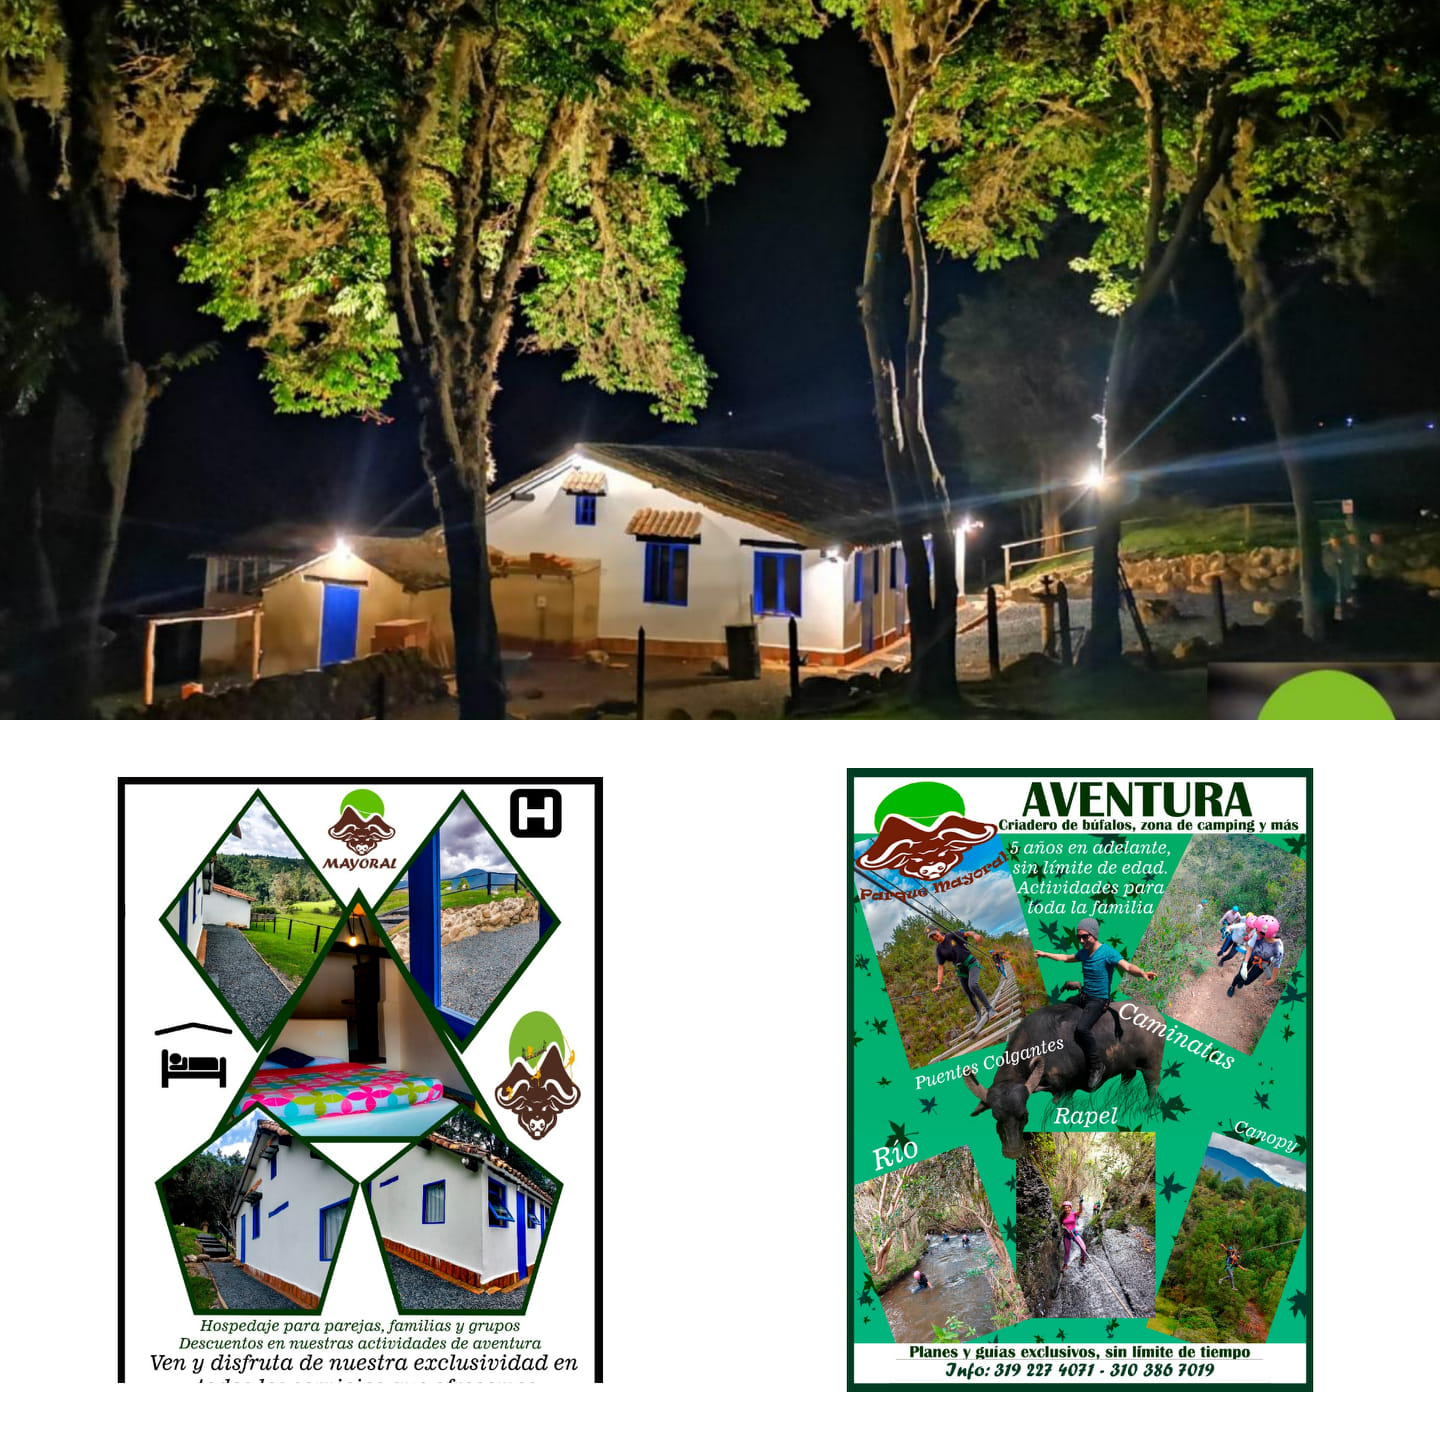 H
MAYORAL
Hospedaje para parejas, familias y grupos
Descuentos en nuestras actividades de aventura
Ven y disfruta de nuestra exclusividad en
AVENTURA
Criadero de búfalos, zona de camping y más
Parque Mayoral
5 años en adelante,
sin límite de edad.
Actividades para
toda la familia
Puentes Colgantes
Caminatas
Rapel
Río
Canopy
Planes y guías exclusivos, sin límite de tiempo
Info: 319 227 4071 - 310 386 7019